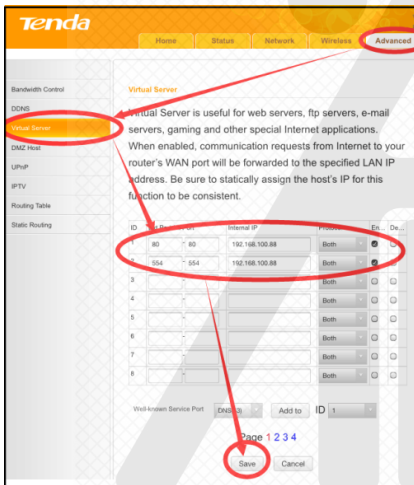 Tenda
Home Status Network Wireless Advanced
Bandwidth Control
DDNS
Virtual Server
DMZ Host
UPnP
IPTV
Routing Table
Static Routing
Virtual Server
Virtual Server is useful for web servers, ftp servers, e-mail
servers, gaming and other special Internet applications.
When enabled, communication requests from Internet to your
router's WAN port will be forwarded to the specified LAN IP
address. Be sure to statically assign the host's IP for this
function to be consistent.
ID Internal IP En... De...
1 80 - 80 192.168.100.88 Both
2 554 - 554 192.168.100.88 Both
3 - Both
4 - Both
5 - Both
6 - Both
7 - Both
8 - Both
Well-known Service Port Add to ID 1
Page 1 2 3 4
Save Cancel